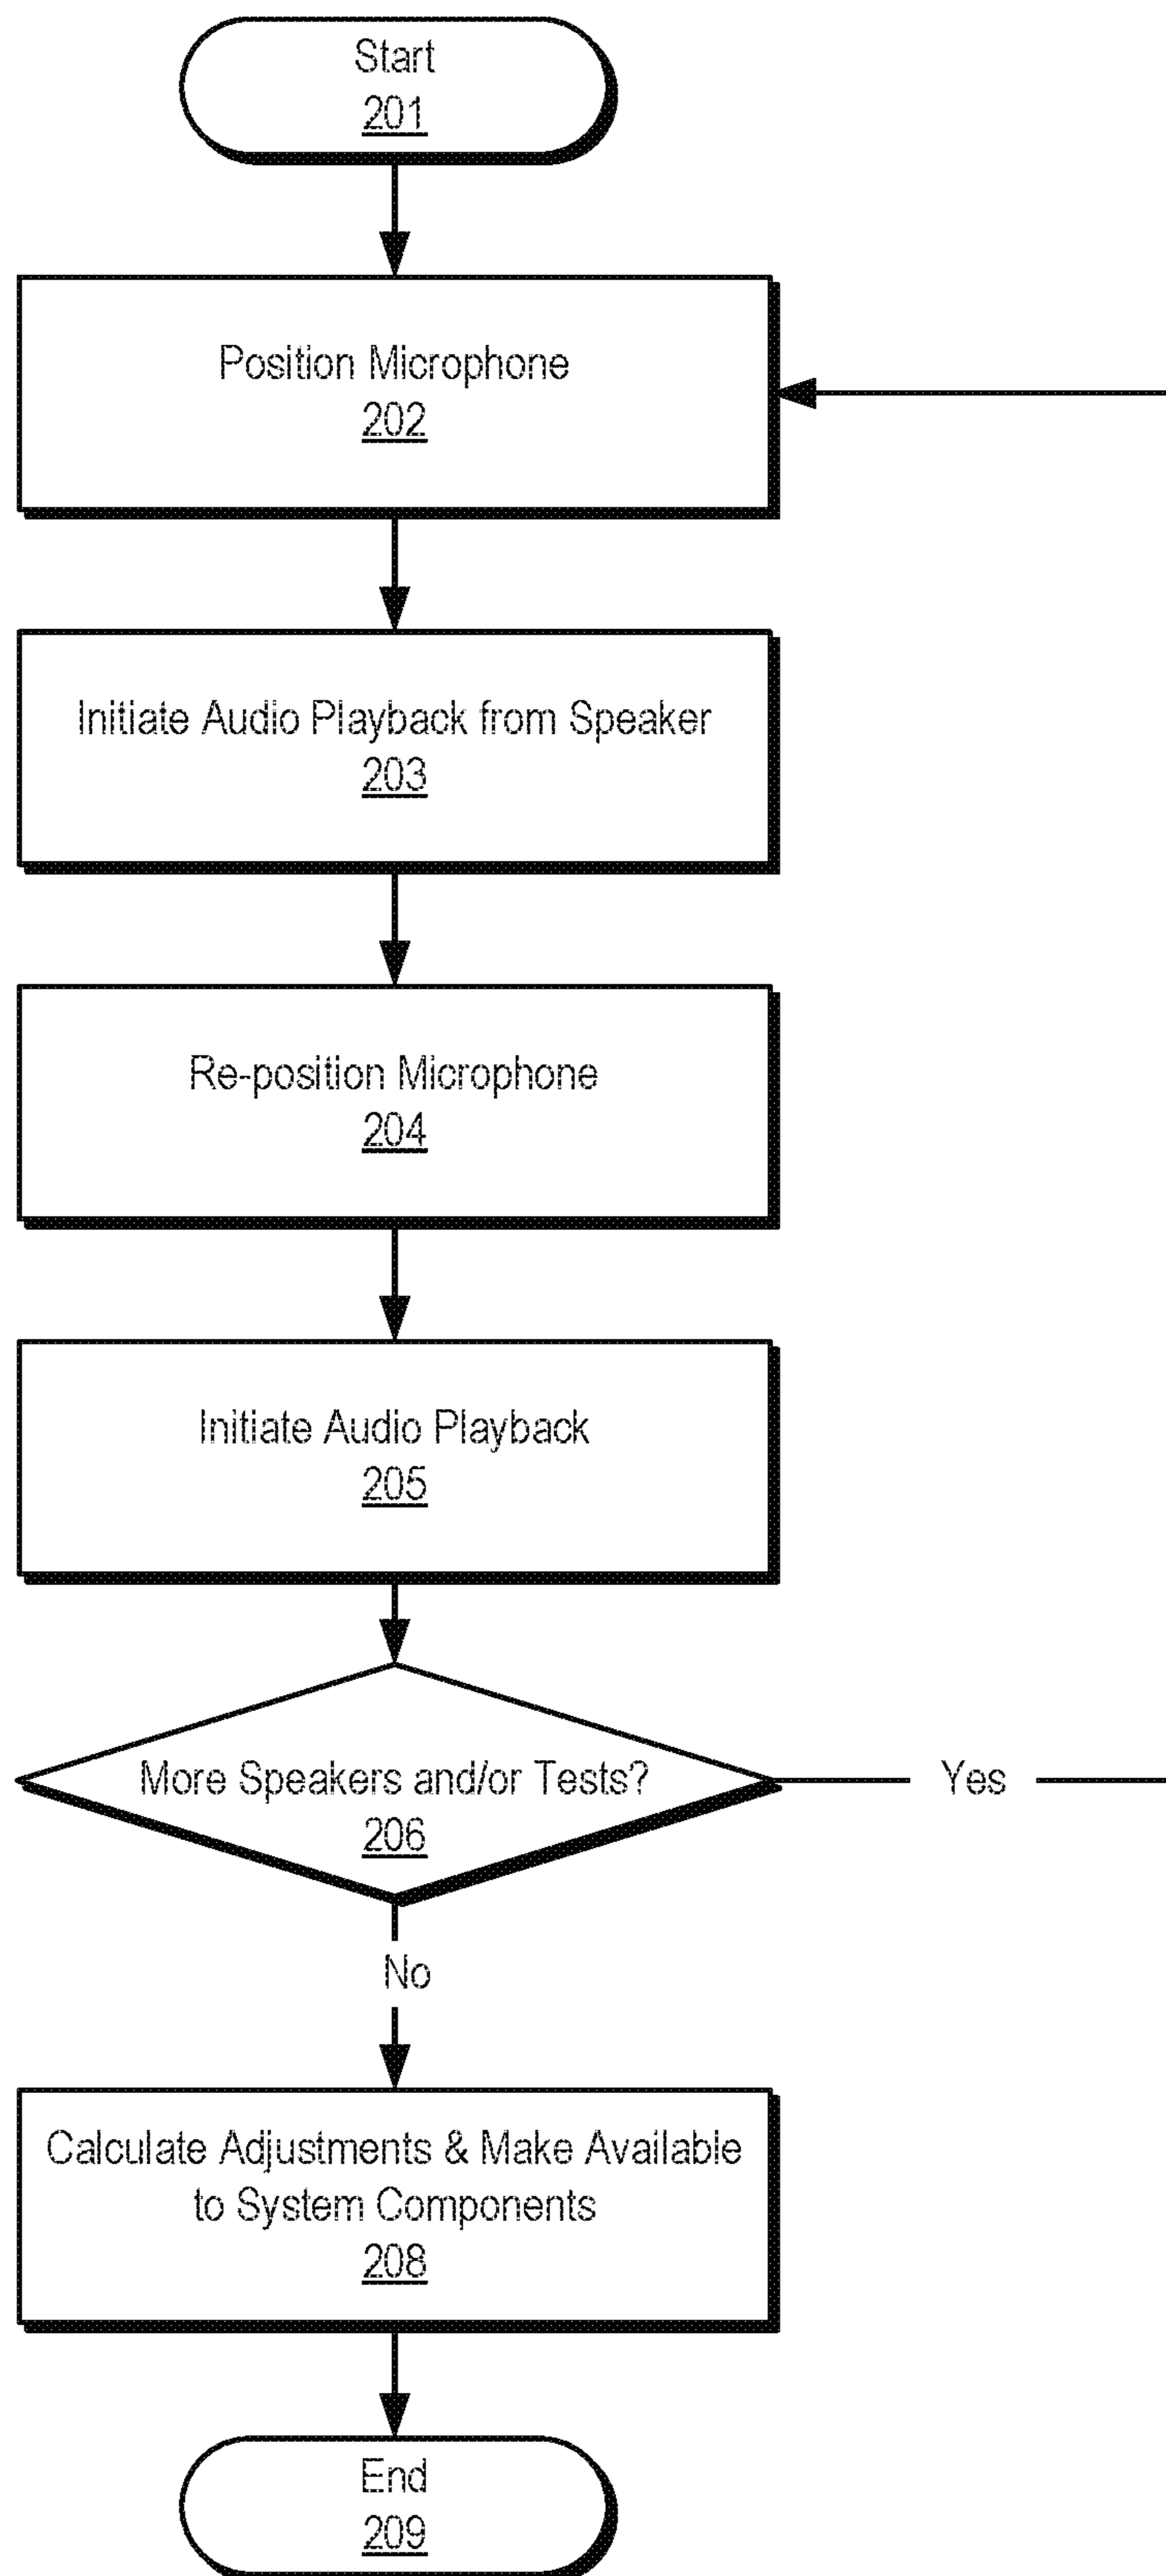 Start
201
Position Microphone
202
Initiate Audio Playback from Speaker
203
Re-position Microphone
204
Initiate Audio Playback
205
More Speakers and/or Tests?
206
Yes
No
Calculate Adjustments & Make Available
to System Components
208
End
209